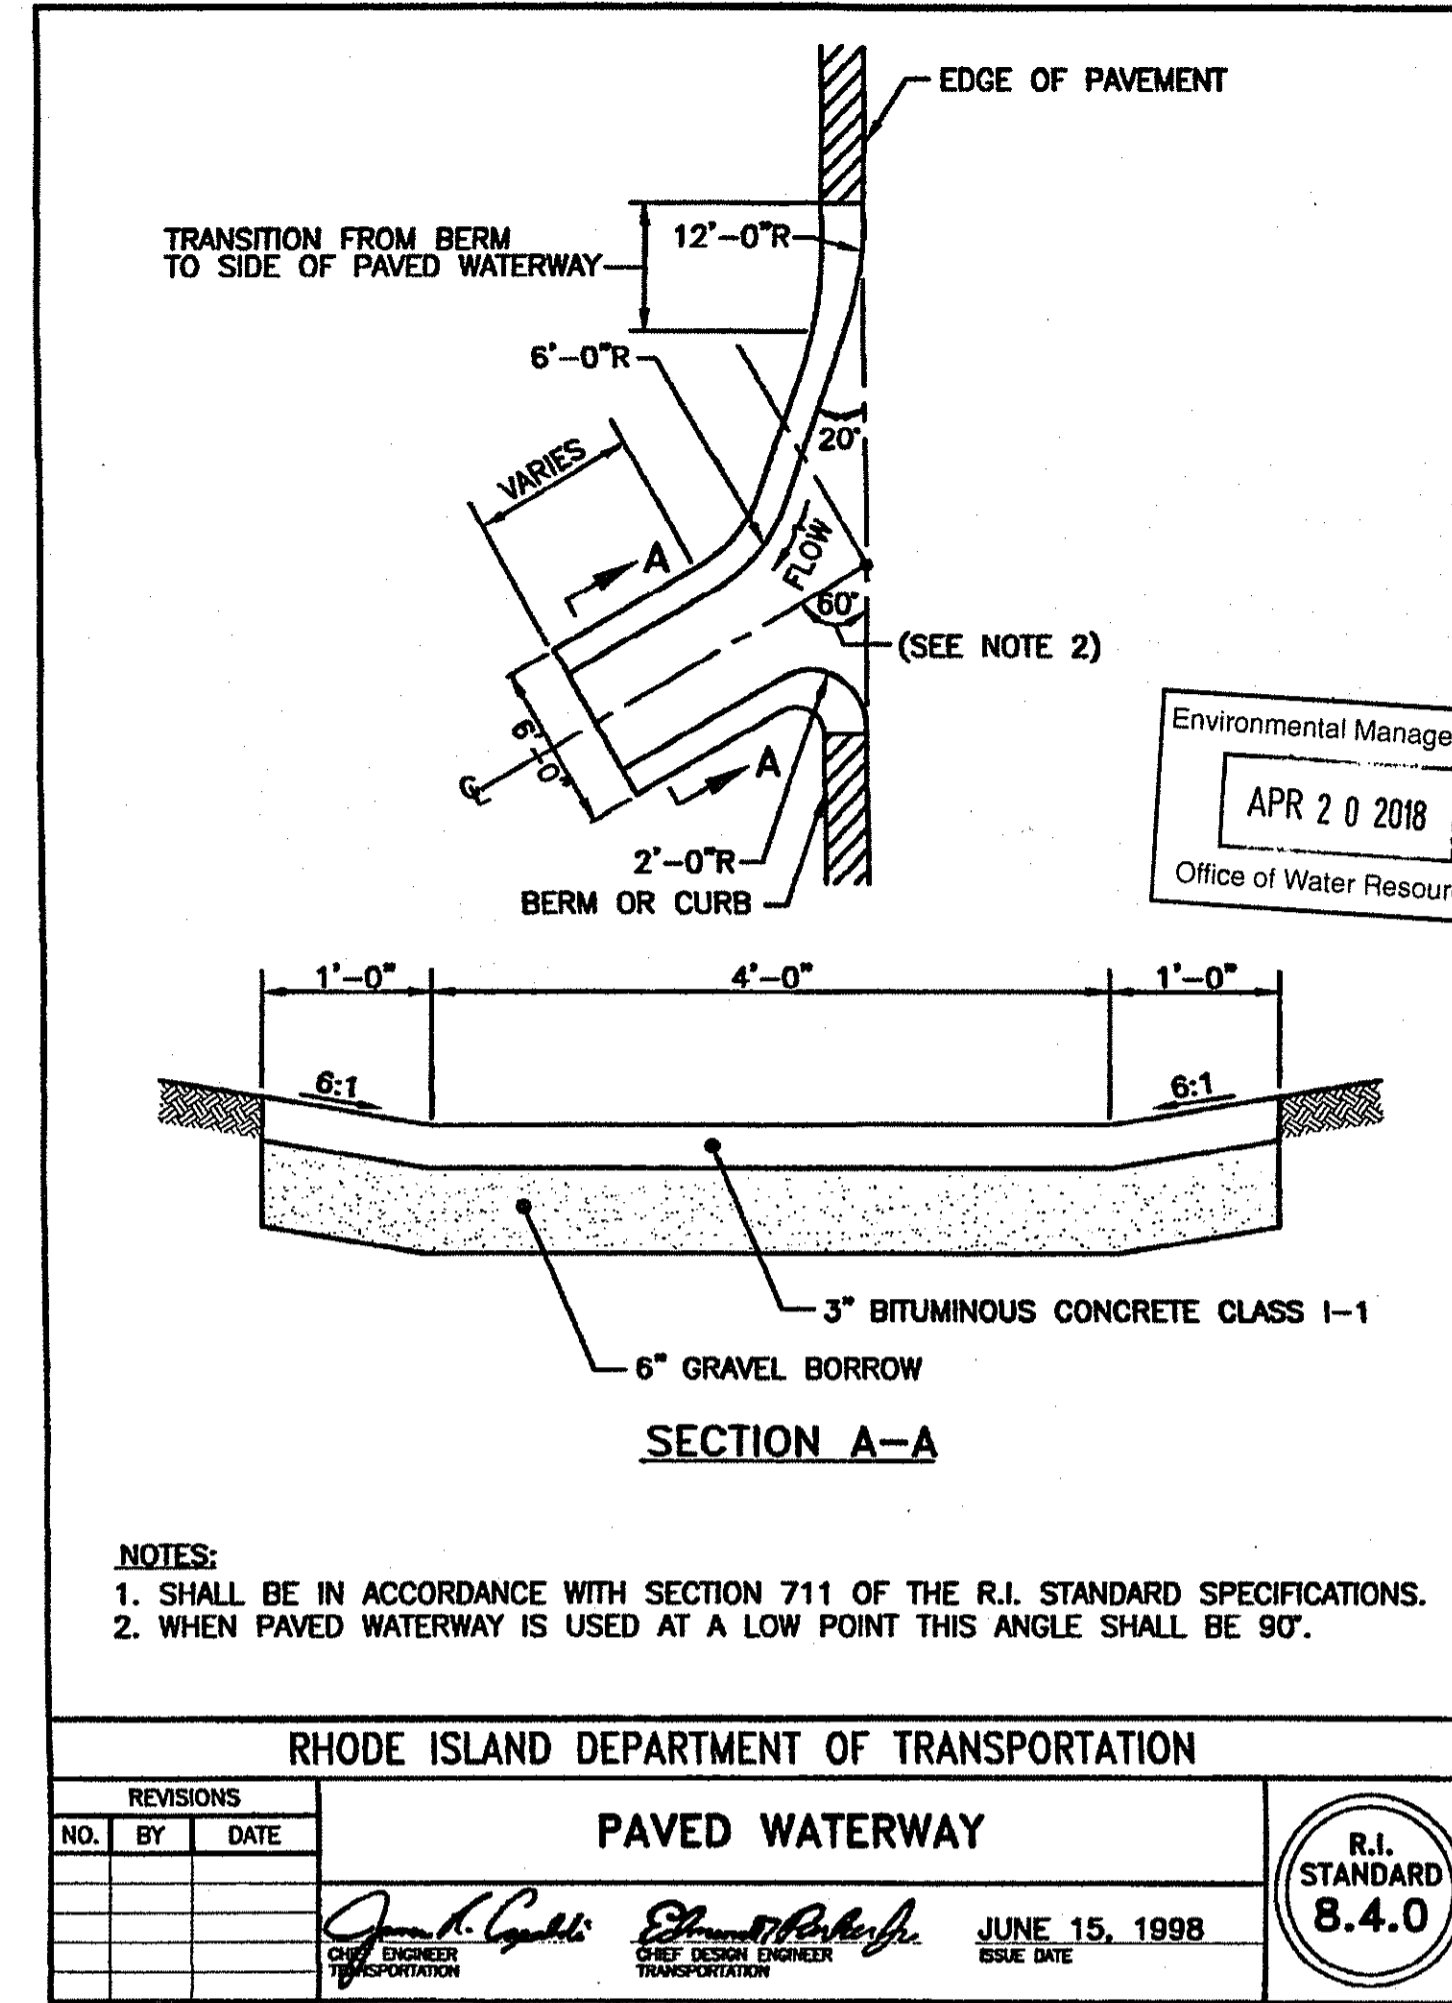 EDGE OF PAVEMENT
TRANSITION FROM BERM
TO SIDE OF PAVED WATERWAY
12'-0"R
6'-0"R
20°
VARIES
A
FLOW
60°
(SEE NOTE 2)
6'-0"
℄
A
2'-0"R
BERM OR CURB
Environmental Manage
APR 2 0 2018
Office of Water Resour
1'-0"
4'-0"
1'-0"
6:1
6:1
3" BITUMINOUS CONCRETE CLASS I-1
6" GRAVEL BORROW
SECTION A-A
NOTES:
1. SHALL BE IN ACCORDANCE WITH SECTION 711 OF THE R.I. STANDARD SPECIFICATIONS.
2. WHEN PAVED WATERWAY IS USED AT A LOW POINT THIS ANGLE SHALL BE 90°.
RHODE ISLAND DEPARTMENT OF TRANSPORTATION
REVISIONS
NO. BY DATE
PAVED WATERWAY
CHIEF ENGINEER
TRANSPORTATION
CHIEF DESIGN ENGINEER
TRANSPORTATION
JUNE 15, 1998
ISSUE DATE
R.I.
STANDARD
8.4.0